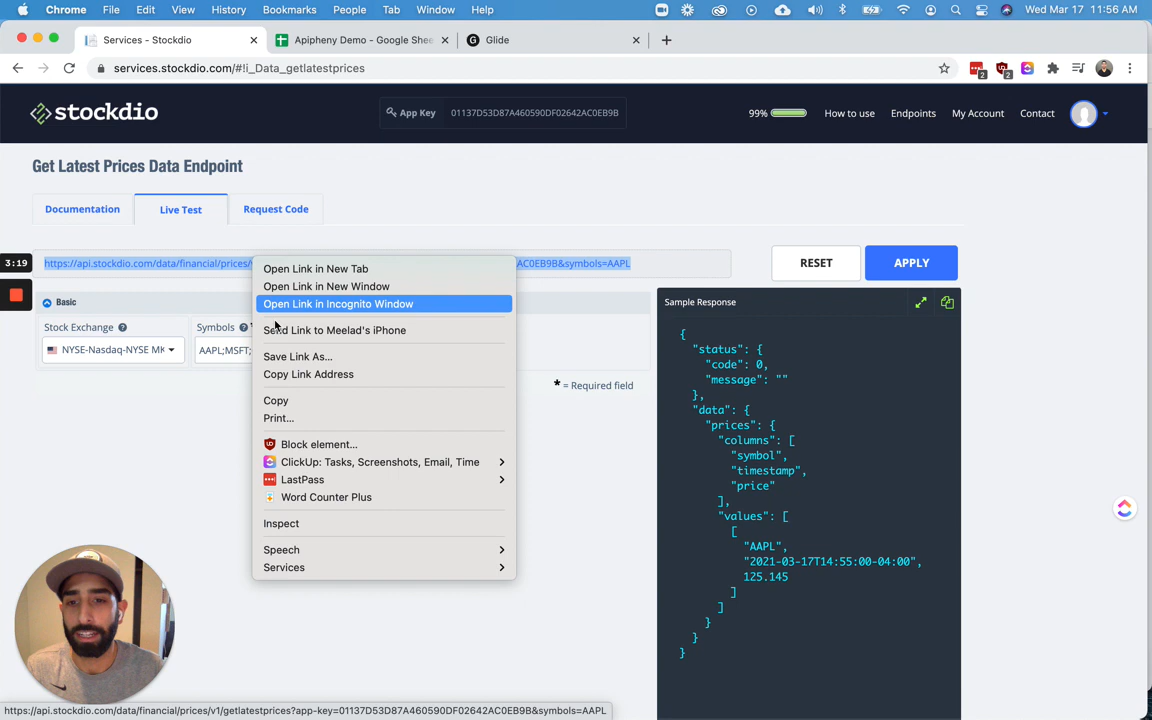 Chrome File Edit View History Bookmarks People Tab Window Help Wed Mar 17 11:56 AM
Services - Stockdio Apipheny Demo - Google Shee Glide
services.stockdio.com/#!i_Data_getlatestprices
2 2
stockdio App Key 01137D53D87A460590DF02642AC0EB9B 99% How to use Endpoints My Account Contact
Get Latest Prices Data Endpoint
Documentation Live Test Request Code
3:19
https://api.stockdio.com/data/financial/prices/v AC0EB9B&symbols=AAPL RESET APPLY
Basic
Stock Exchange Symbols
NYSE-Nasdaq-NYSE MK AAPL;MSFT;
* = Required field
Open Link in New Tab
Open Link in New Window
Open Link in Incognito Window
Send Link to Meelad's iPhone
Save Link As...
Copy Link Address
Copy
Print...
Block element...
ClickUp: Tasks, Screenshots, Email, Time
LastPass
Word Counter Plus
Inspect
Speech
Services
Sample Response
{
"status": {
"code": 0,
"message": ""
},
"data": {
"prices": {
"columns": [
"symbol",
"timestamp",
"price"
],
"values": [
[
"AAPL",
"2021-03-17T14:55:00-04:00",
125.145
]
]
}
}
}
https://api.stockdio.com/data/financial/prices/v1/getlatestprices?app-key=01137D53D87A460590DF02642AC0EB9B&symbols=AAPL